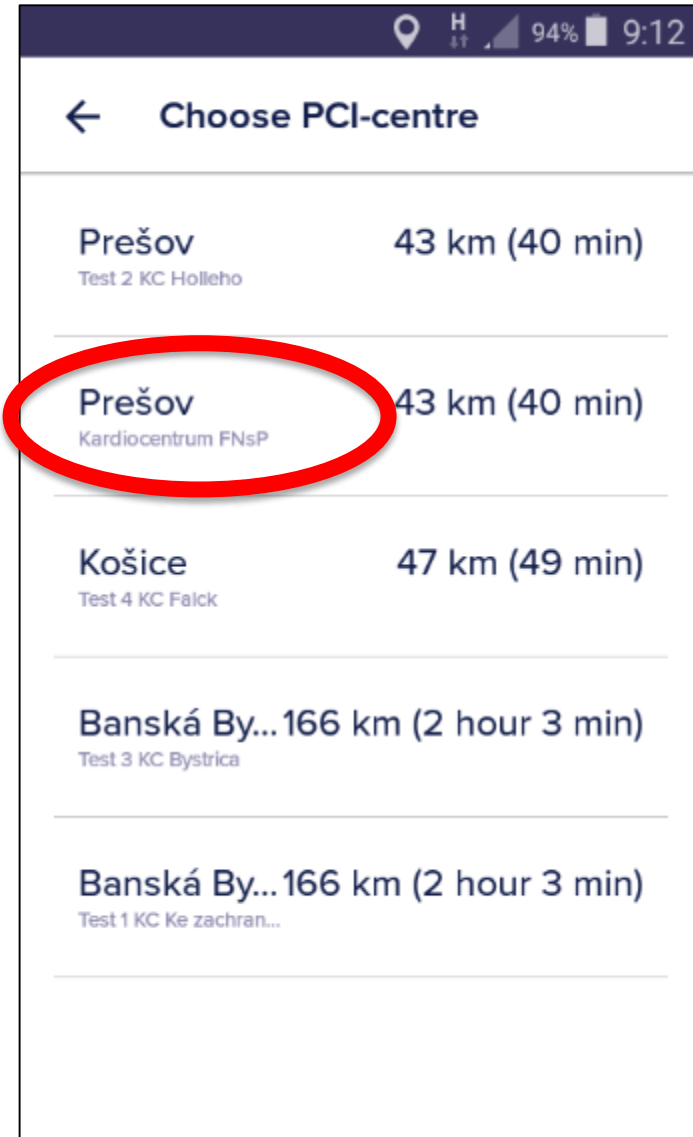 H 94% 9:12
← Choose PCI-centre
Prešov 43 km (40 min)
Test 2 KC Holleho
Prešov 43 km (40 min)
Kardiocentrum FNsP
Košice 47 km (49 min)
Test 4 KC Falck
Banská By... 166 km (2 hour 3 min)
Test 3 KC Bystrica
Banská By... 166 km (2 hour 3 min)
Test 1 KC Ke zachran...